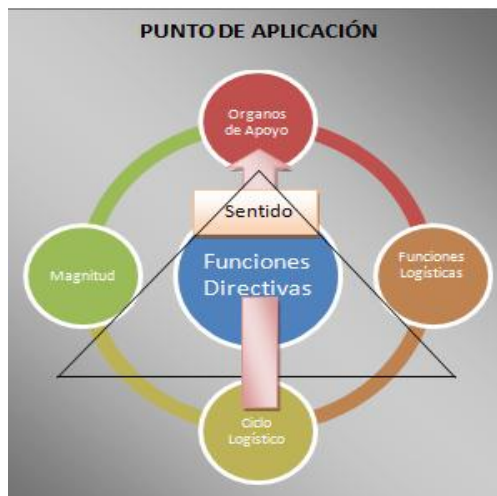 PUNTO DE APLICACIÓN
Organos
de Apoyo
Sentido
Funciones
Directivas
Magnitud
Funciones
Logísticas
Ciclo
Logístico